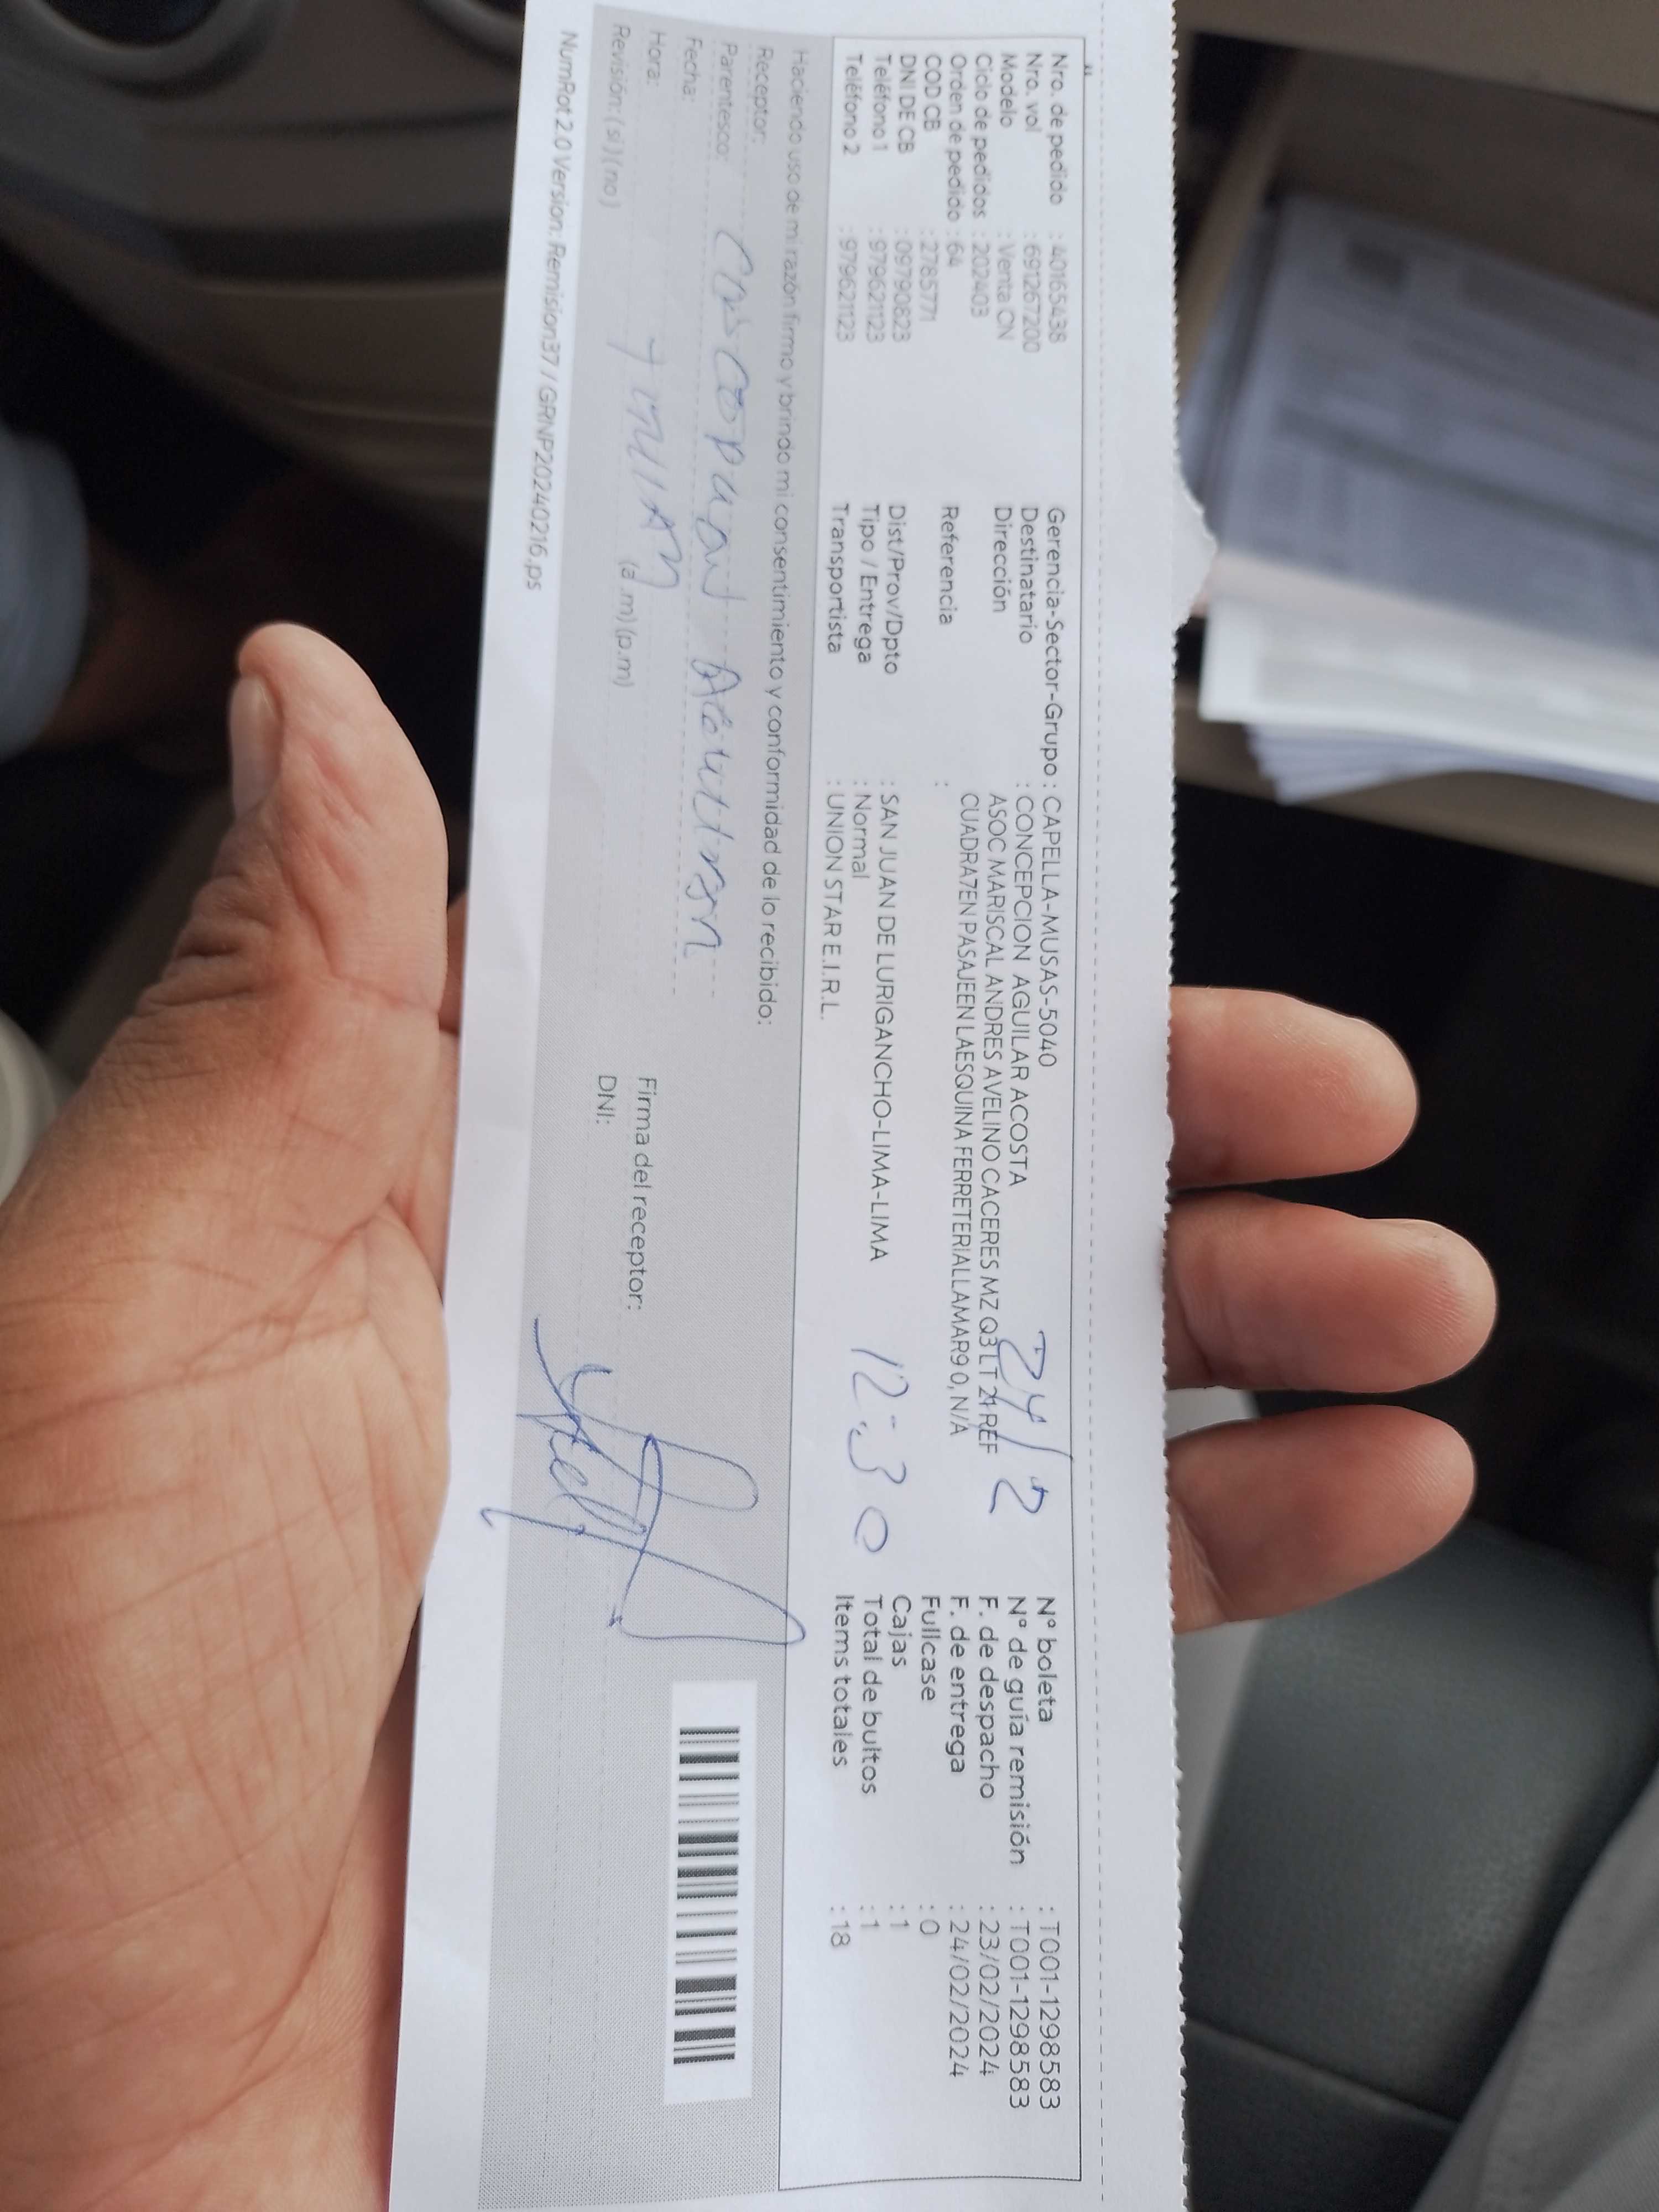 Nro. de pedido : 40165438
Nro. vol : 691267200
Modelo : Venta CN
Ciclo de pedidos : 202403
Orden de pedido : 64
COD CB : 2785771
DNI DE CB : 09790823
Teléfono 1 : 979621123
Teléfono 2 : 979621123
Gerencia-Sector-Grupo : CAPELLA-MUSAS-5040
Destinatario : CONCEPCION AGUILAR ACOSTA
Dirección ASOC MARISCAL ANDRES AVELINO CACERES MZ Q3 LT 21 REF
CUADRA7EN PASAJEEN LAESQUINA FERRETERIALLAMAR9 0, N/A
Referencia :
Dist/Prov/Dpto : SAN JUAN DE LURIGANCHO-LIMA-LIMA
Tipo / Entrega : Normal
Transportista : UNION STAR E.I.R.L.
24/2
12:30
N° boleta : T001-1298583
N° de guía remisión : T001-1298583
F. de despacho : 23/02/2024
F. de entrega : 24/02/2024
Fullcase : 0
Cajas : 1
Total de bultos : 1
Items totales : 18
Haciendo uso de mi razón firmo y brindo mi consentimiento y conformidad de lo recibido:
Receptor:
Parentesco:
Fecha:
Hora: (a.m) (p.m)
Revisión: ( si ) ( no )
Firma del receptor:
DNI:
NumRot 2.0 Version. Remision37 / GRNP20240216.ps